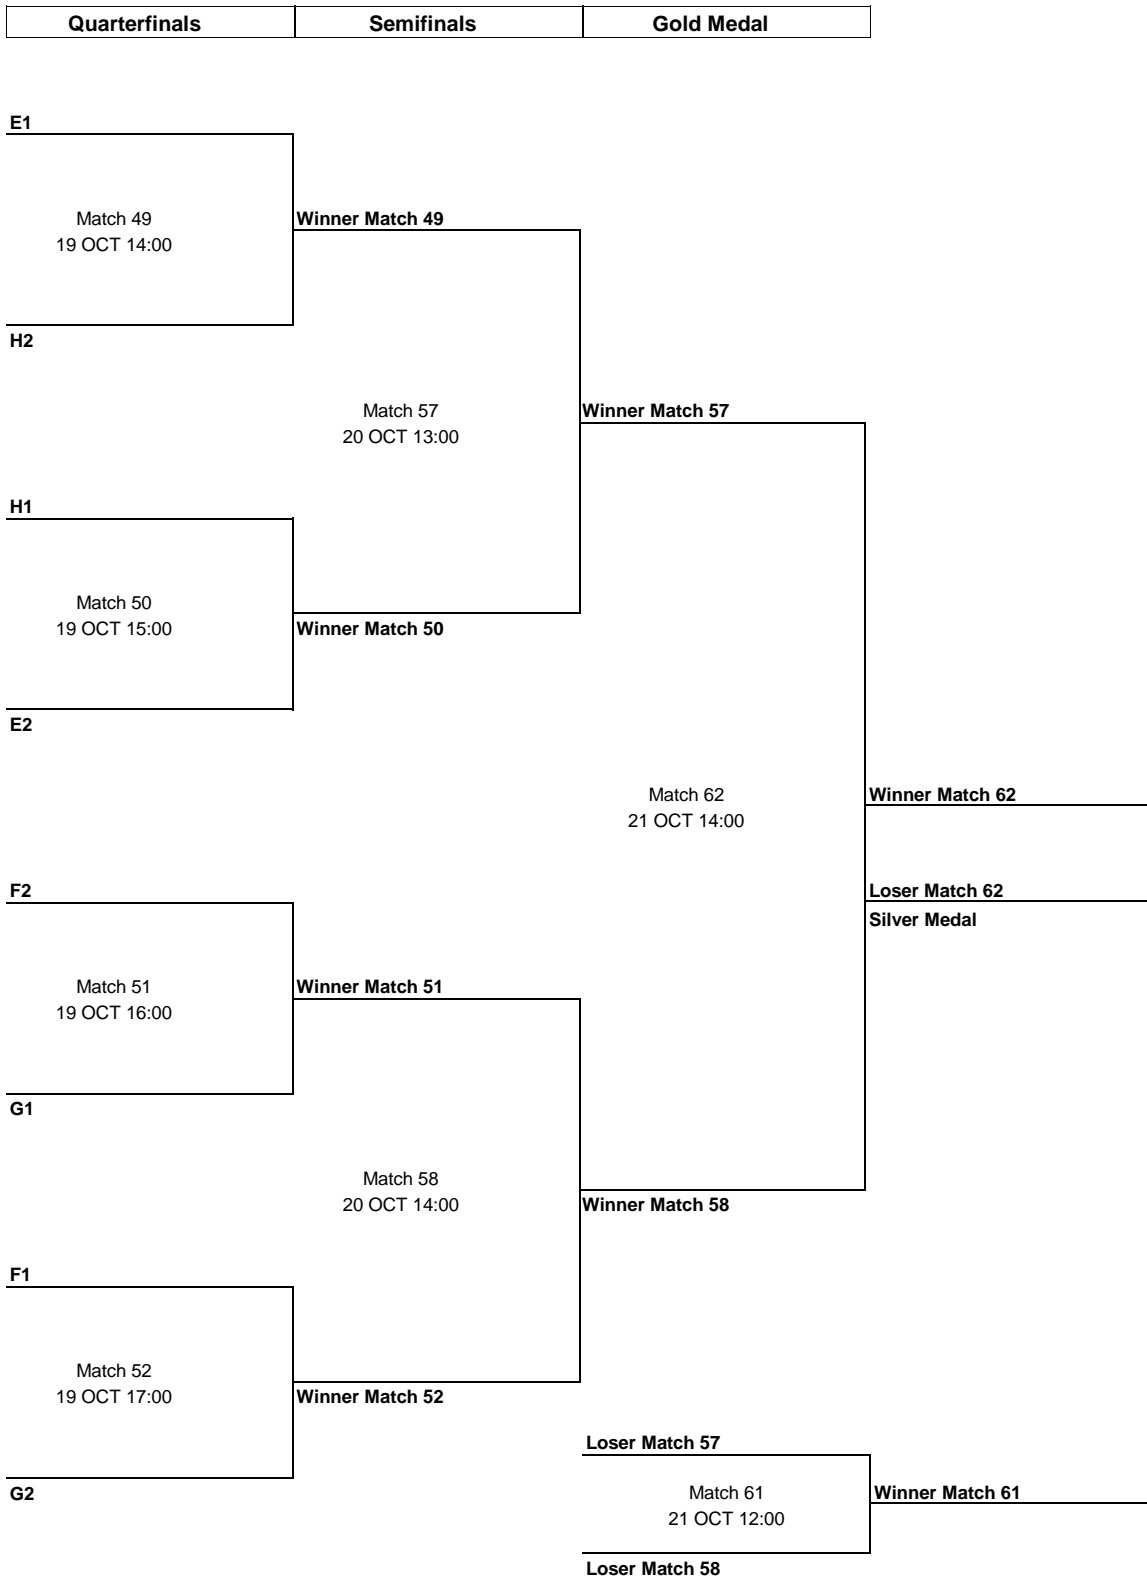 Quarterfinals Semifinals Gold Medal
E1
Match 49
19 OCT 14:00
Winner Match 49
H2
Match 57
20 OCT 13:00
Winner Match 57
H1
Match 50
19 OCT 15:00
Winner Match 50
E2
Match 62
21 OCT 14:00
Winner Match 62
F2
Loser Match 62
Silver Medal
Match 51
19 OCT 16:00
Winner Match 51
G1
Match 58
20 OCT 14:00
Winner Match 58
F1
Match 52
19 OCT 17:00
Winner Match 52
Loser Match 57
G2
Match 61
21 OCT 12:00
Winner Match 61
Loser Match 58